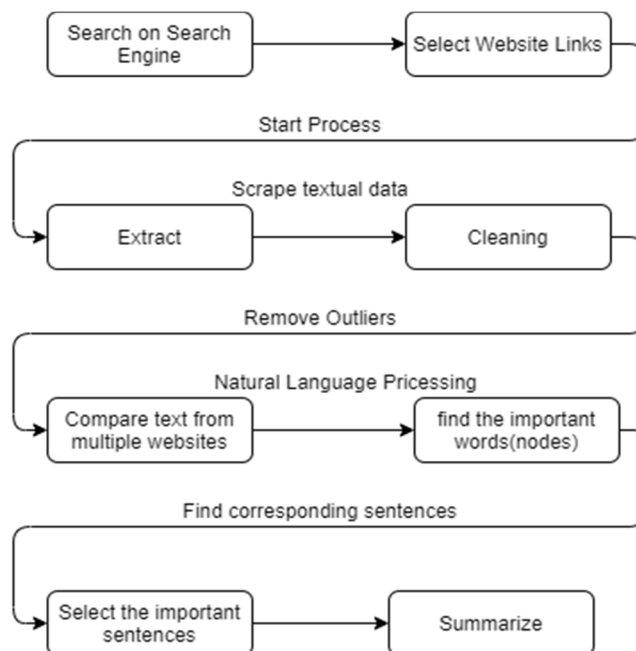 Search on Search
Engine
Select Website Links
Start Process
Scrape textual data
Extract
Cleaning
Remove Outliers
Natural Language Pricessing
Compare text from
multiple websites
find the important
words(nodes)
Find corresponding sentences
Select the important
sentences
Summarize